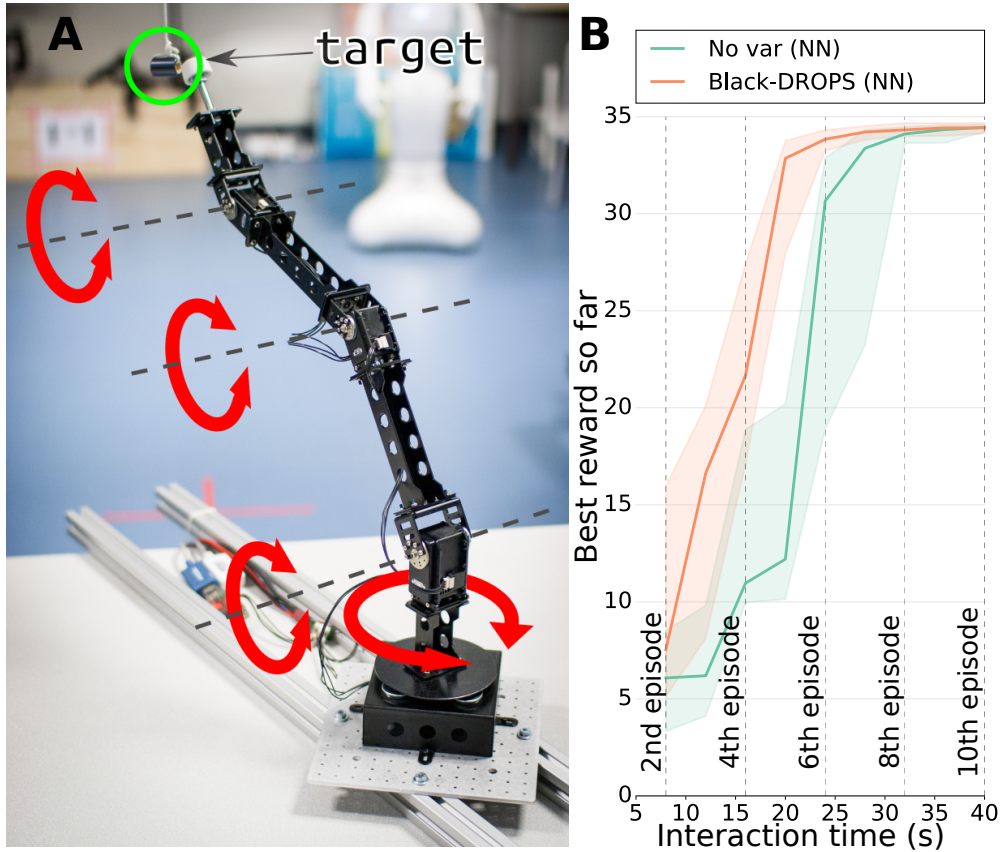 A
target
B
No var (NN)
Black-DROPS (NN)
Best reward so far
35
30
25
20
15
10
5
0
2nd episode
4th episode
6th episode
8th episode
10th episode
5
10
15
20
25
30
35
40
Interaction time (s)